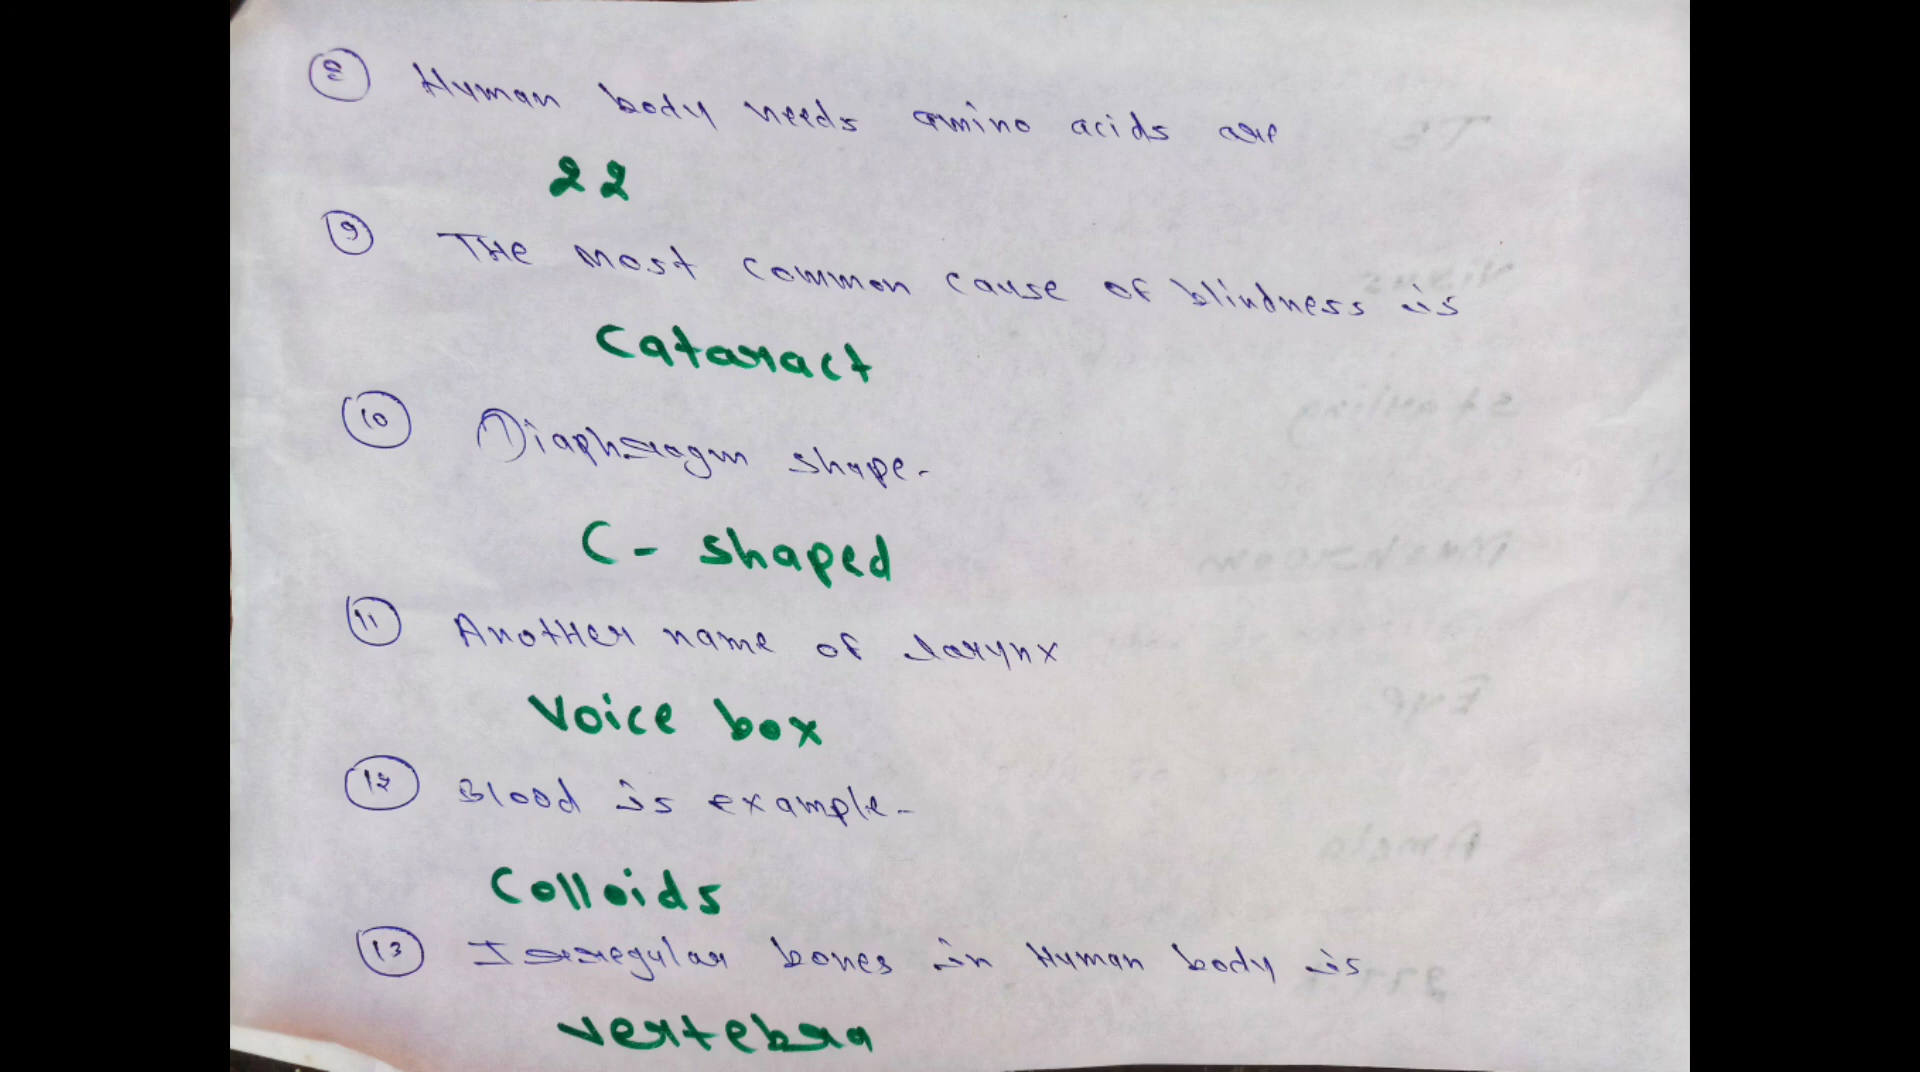 8 Human body needs amino acids are
22
9 The most common cause of blindness is
Cataract
10 Diaphragm shape-
C- shaped
11 Another name of larynx
Voice box
12 Blood is example-
Colloids
13 Irregular bones in Human body is
vertebra